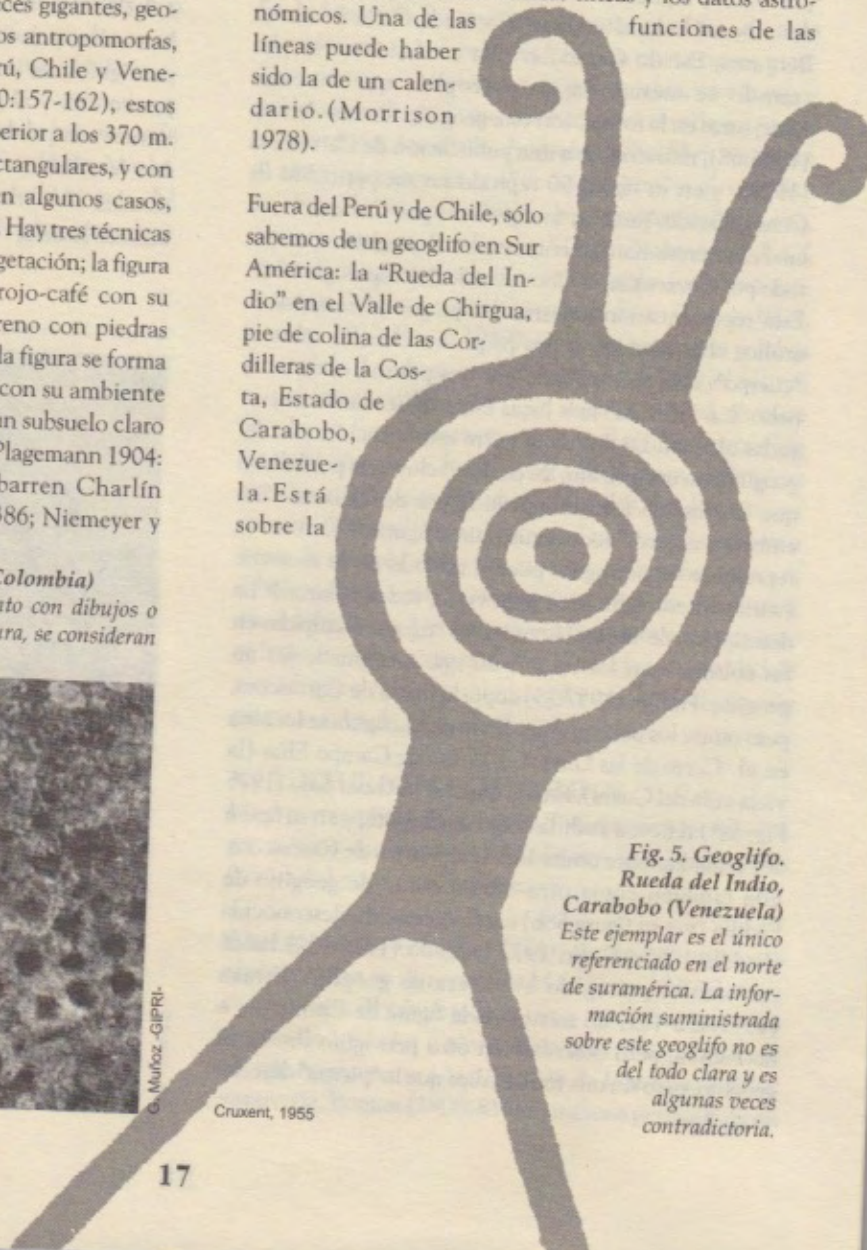 ces gigantes, geo-
os antropomorfas,
rú, Chile y Vene-
0:157-162), estos
erior a los 370 m.
ctangulares, y con
n algunos casos,
Hay tres técnicas
getación; la figura
rojo-café con su
reno con piedras
la figura se forma
con su ambiente
un subsuelo claro
Plagemann 1904:
barren Charlín
386; Niemeyer y
Colombia)
nto con dibujos o
ura, se consideran
G. Muñoz -GIPRI-
17
y los datos astro-
nómicos. Una de las funciones de las
líneas puede haber
sido la de un calen-
dario.(Morrison
1978).
Fuera del Perú y de Chile, sólo
sabemos de un geoglifo en Sur
América: la “Rueda del In-
dio” en el Valle de Chirgua,
pie de colina de las Cor-
dilleras de la Cos-
ta, Estado de
Carabobo,
Venezue-
la.Está
sobre la
Cruxent, 1955
Fig. 5. Geoglifo.
Rueda del Indio,
Carabobo (Venezuela)
Este ejemplar es el único
referenciado en el norte
de suramérica. La infor-
mación suministrada
sobre este geoglifo no es
del todo clara y es
algunas veces
contradictoria.